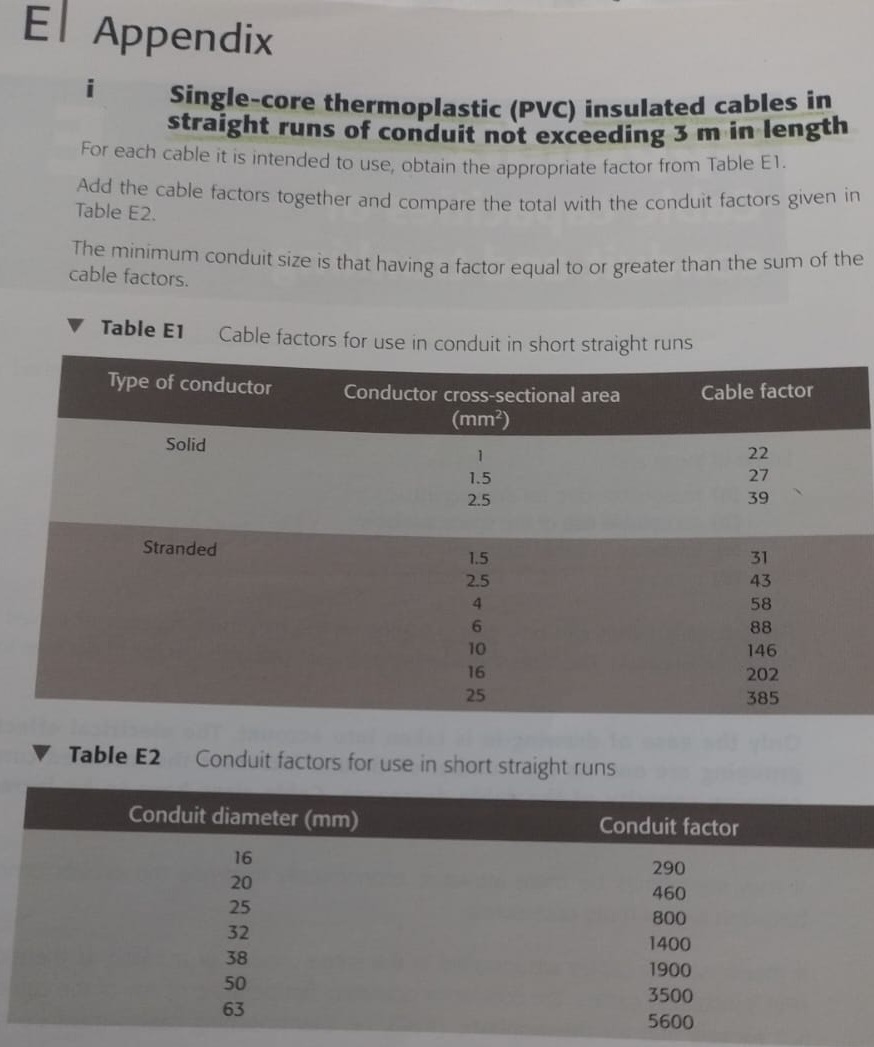 E Appendix
i Single-core thermoplastic (PVC) insulated cables in
straight runs of conduit not exceeding 3 m in length
For each cable it is intended to use, obtain the appropriate factor from Table E1.
Add the cable factors together and compare the total with the conduit factors given in
Table E2.
The minimum conduit size is that having a factor equal to or greater than the sum of the
cable factors.
▼ Table E1 Cable factors for use in conduit in short straight runs
Type of conductor Conductor cross-sectional area Cable factor
(mm²)
Solid 1 22
1.5 27
2.5 39
Stranded 1.5 31
2.5 43
4 58
6 88
10 146
16 202
25 385
▼ Table E2 Conduit factors for use in short straight runs
Conduit diameter (mm) Conduit factor
16 290
20 460
25 800
32 1400
38 1900
50 3500
63 5600